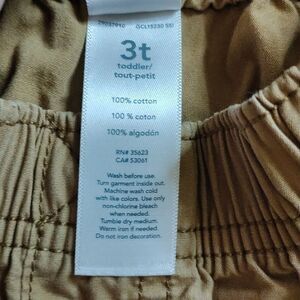 3t
toddler/
tout-petit
100% cotton
100 % coton
100% algodón
RN# 35623
CA# 53061
Wash before use.
Turn garment inside out.
Machine wash cold
with like colors. Use only
non-chlorine bleach
when needed.
Tumble dry medium.
Warm iron if needed.
Do not iron decoration.